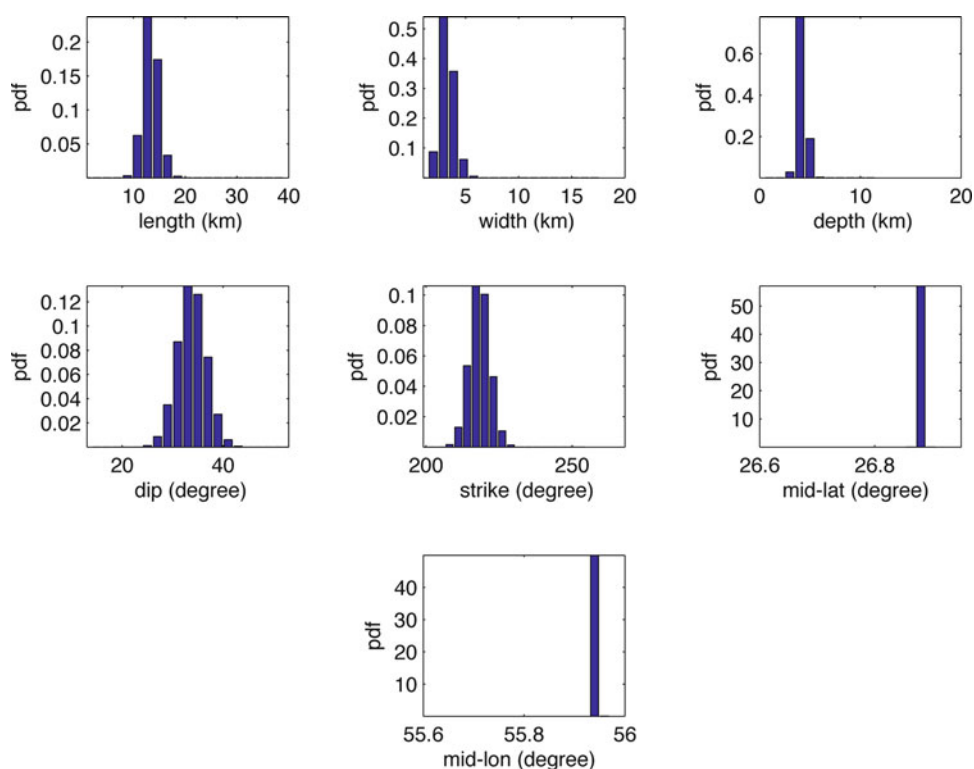 pdf
0.2
0.15
0.1
0.05
10 20 30 40
length (km)
pdf
0.5
0.4
0.3
0.2
0.1
5 10 15 20
width (km)
pdf
0.6
0.4
0.2
0 10 20
depth (km)
pdf
0.12
0.1
0.08
0.06
0.04
0.02
20 40
dip (degree)
pdf
0.1
0.08
0.06
0.04
0.02
200 250
strike (degree)
pdf
50
40
30
20
10
26.6 26.8
mid-lat (degree)
pdf
40
30
20
10
55.6 55.8 56
mid-lon (degree)